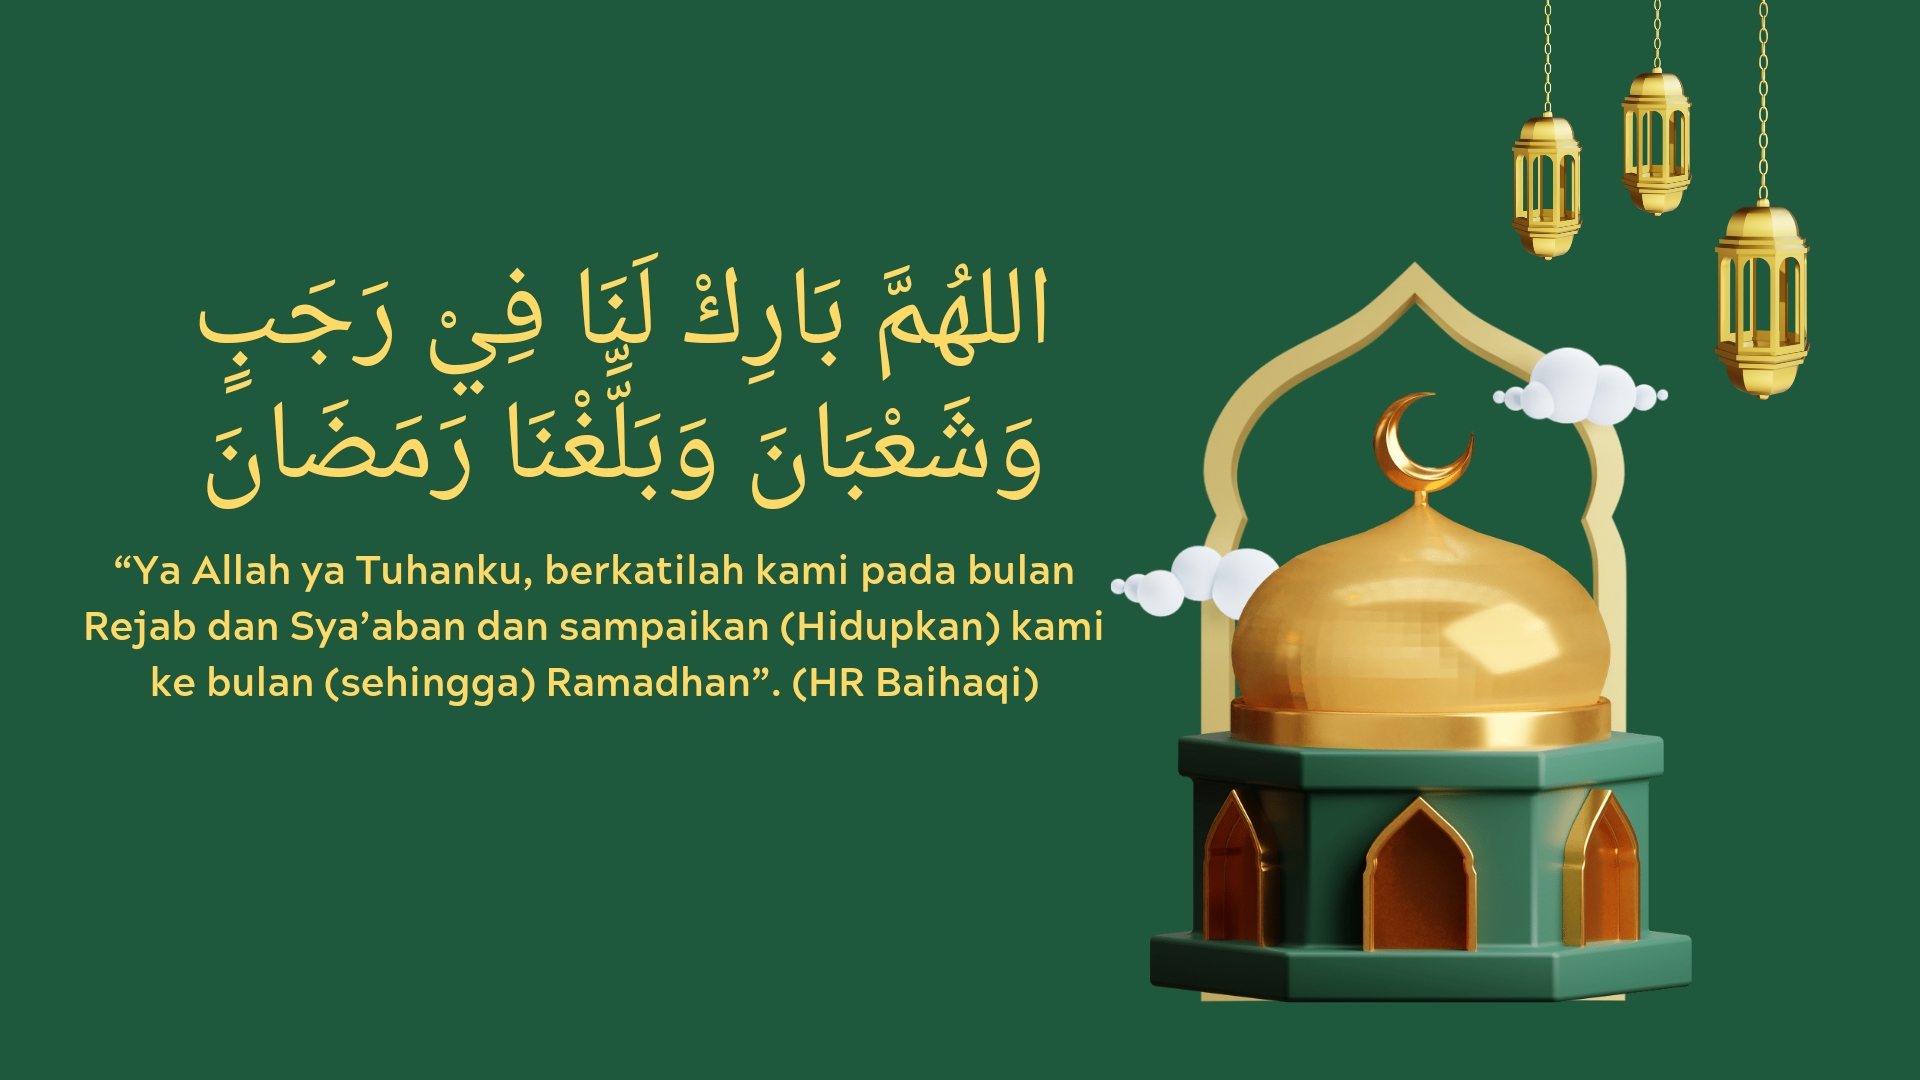 اللهُمَّ بَارِكْ لَنَا فِيْ رَجَبٍ
وَشَعْبَانَ وَبَلِّغْنَا رَمَضَانَ
“Ya Allah ya Tuhanku, berkatilah kami pada bulan
Rejab dan Sya’aban dan sampaikan (Hidupkan) kami
ke bulan (sehingga) Ramadhan”. (HR Baihaqi)